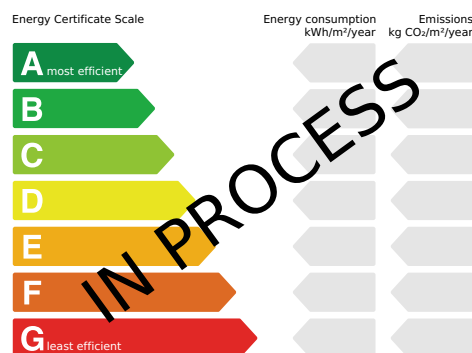 Energy Certificate Scale
Energy consumption
kWh/m²/year
Emissions
kg CO₂/m²/year
A most efficient
B
C
D
E
F
G least efficient
IN PROCESS